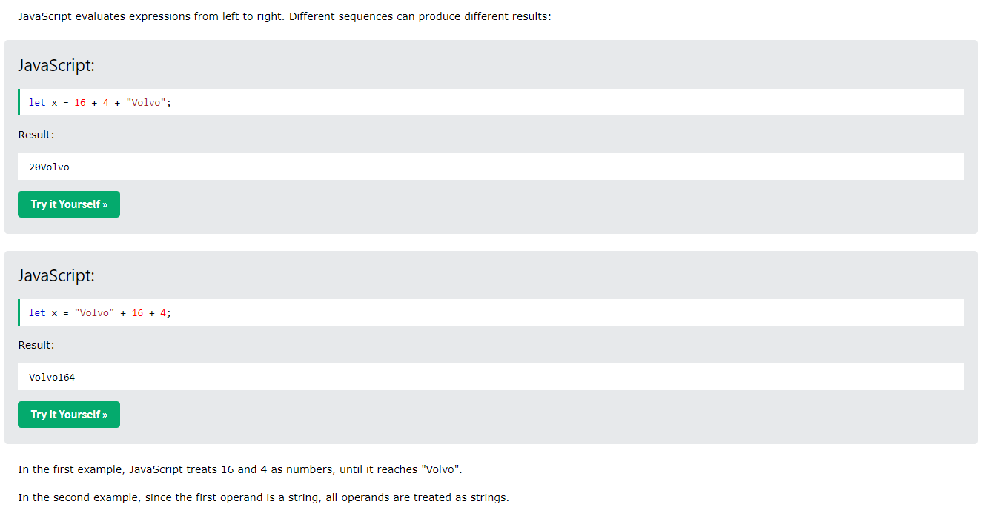 JavaScript evaluates expressions from left to right. Different sequences can produce different results:
JavaScript:
let x = 16 + 4 + "Volvo";
Result:
20Volvo
Try it Yourself »
JavaScript:
let x = "Volvo" + 16 + 4;
Result:
Volvo164
Try it Yourself »
In the first example, JavaScript treats 16 and 4 as numbers, until it reaches "Volvo".
In the second example, since the first operand is a string, all operands are treated as strings.